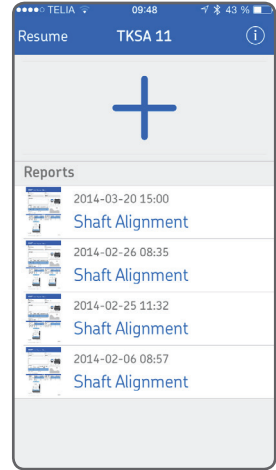 TELIA 09:48 43 %
Resume TKSA 11
Reports
2014-03-20 15:00
Shaft Alignment
2014-02-26 08:35
Shaft Alignment
2014-02-25 11:32
Shaft Alignment
2014-02-06 08:57
Shaft Alignment